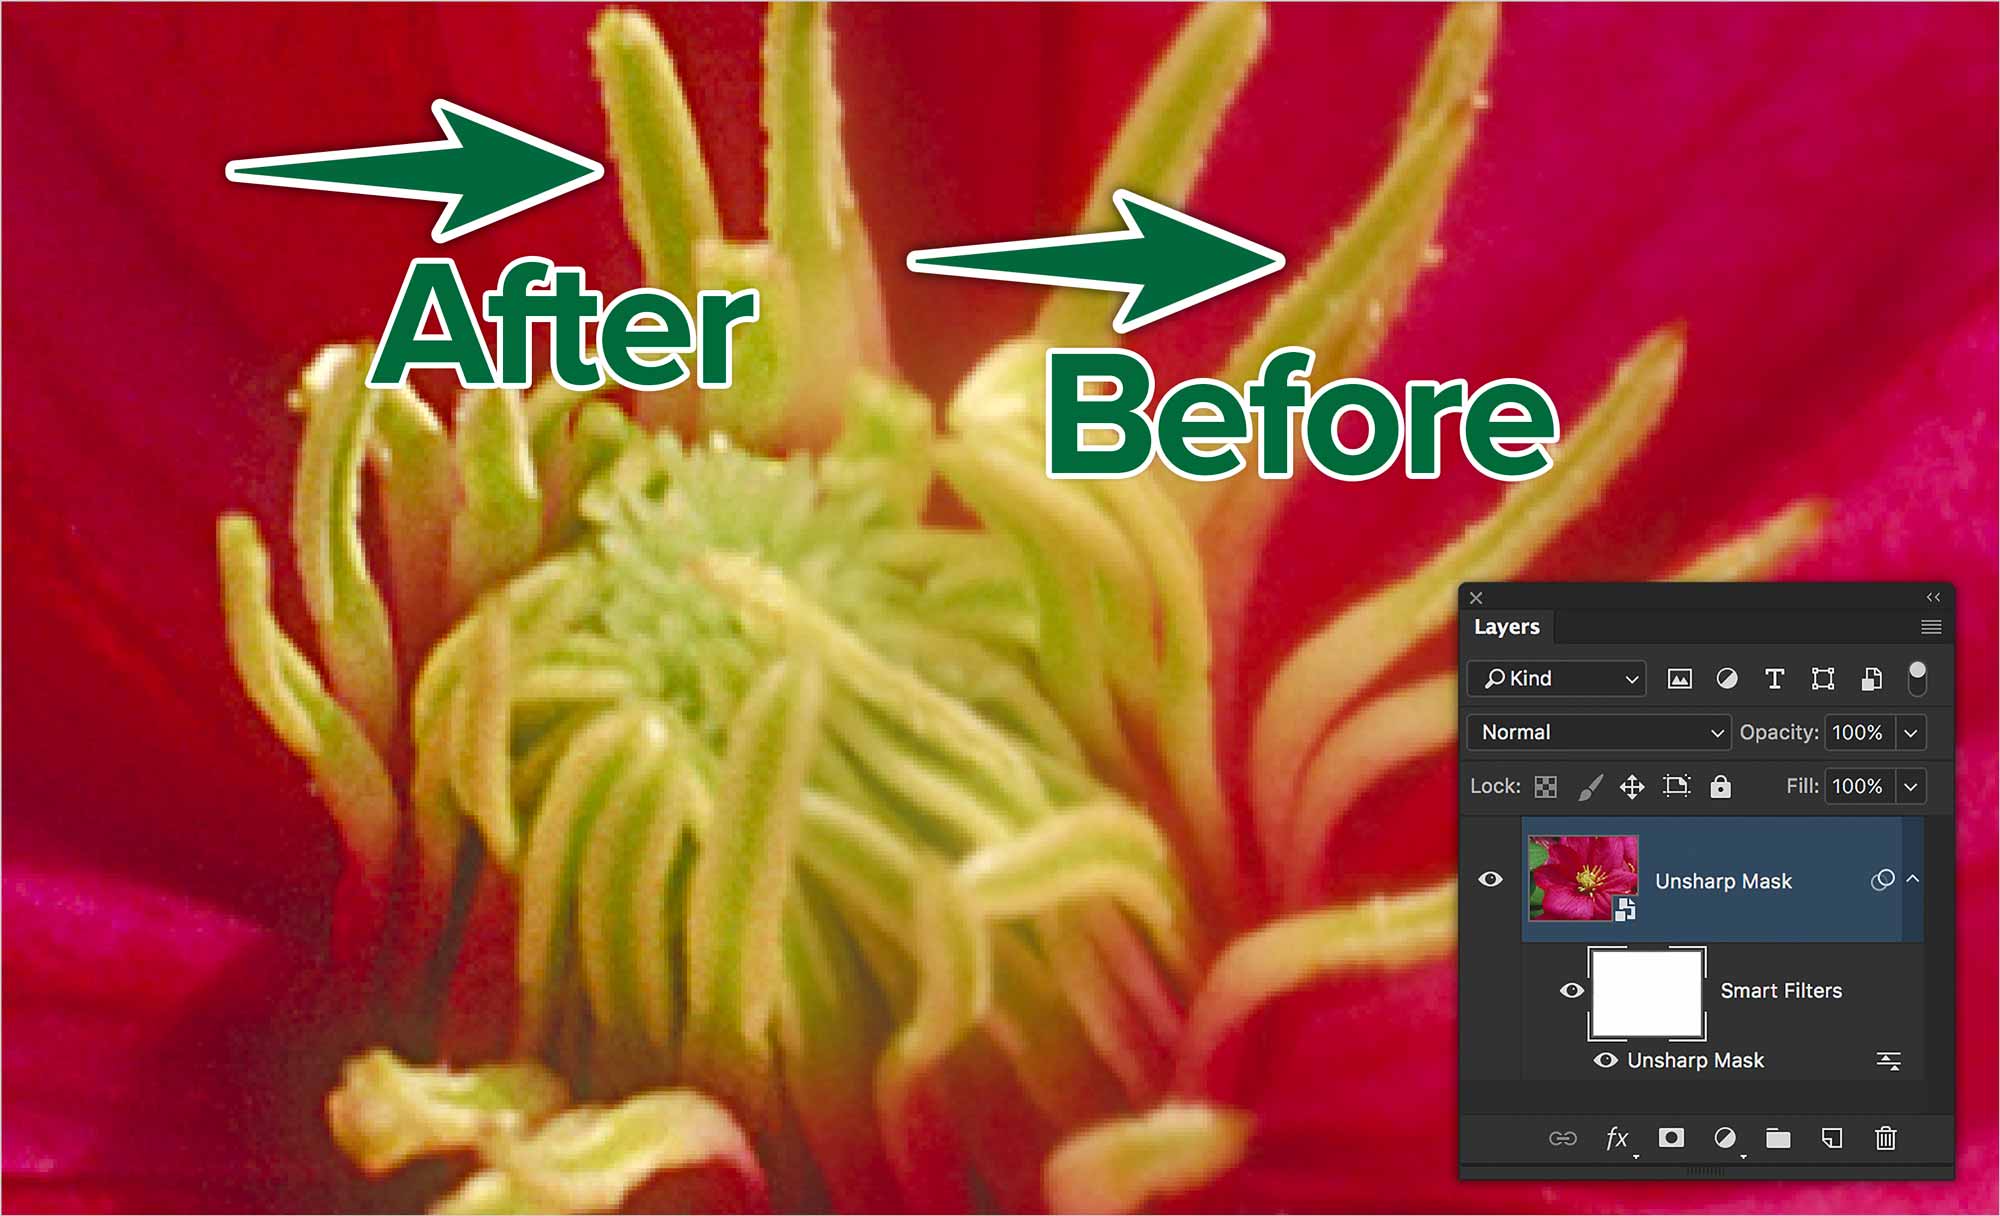 After
Before
Layers
Kind
Normal
Opacity: 100%
Lock:
Fill: 100%
Unsharp Mask
Smart Filters
Unsharp Mask
fx